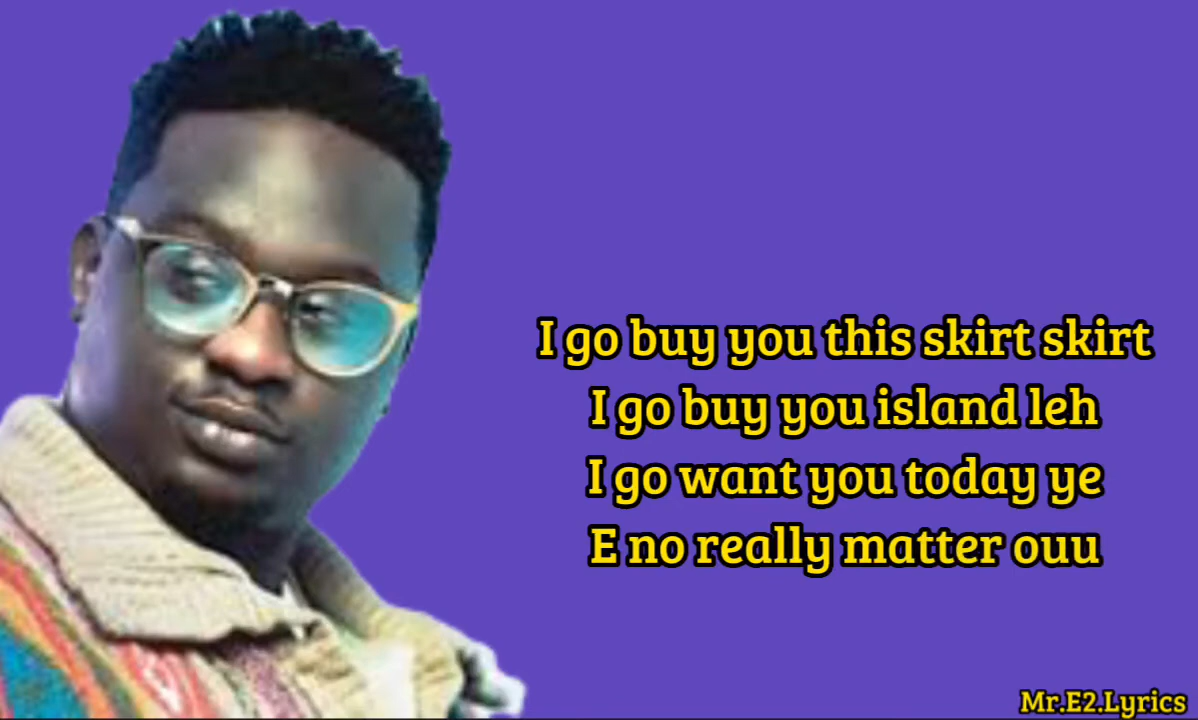 I go buy you this skirt skirt
I go buy you island leh
I go want you today ye
E no really matter ouu
Mr.E2.Lyrics